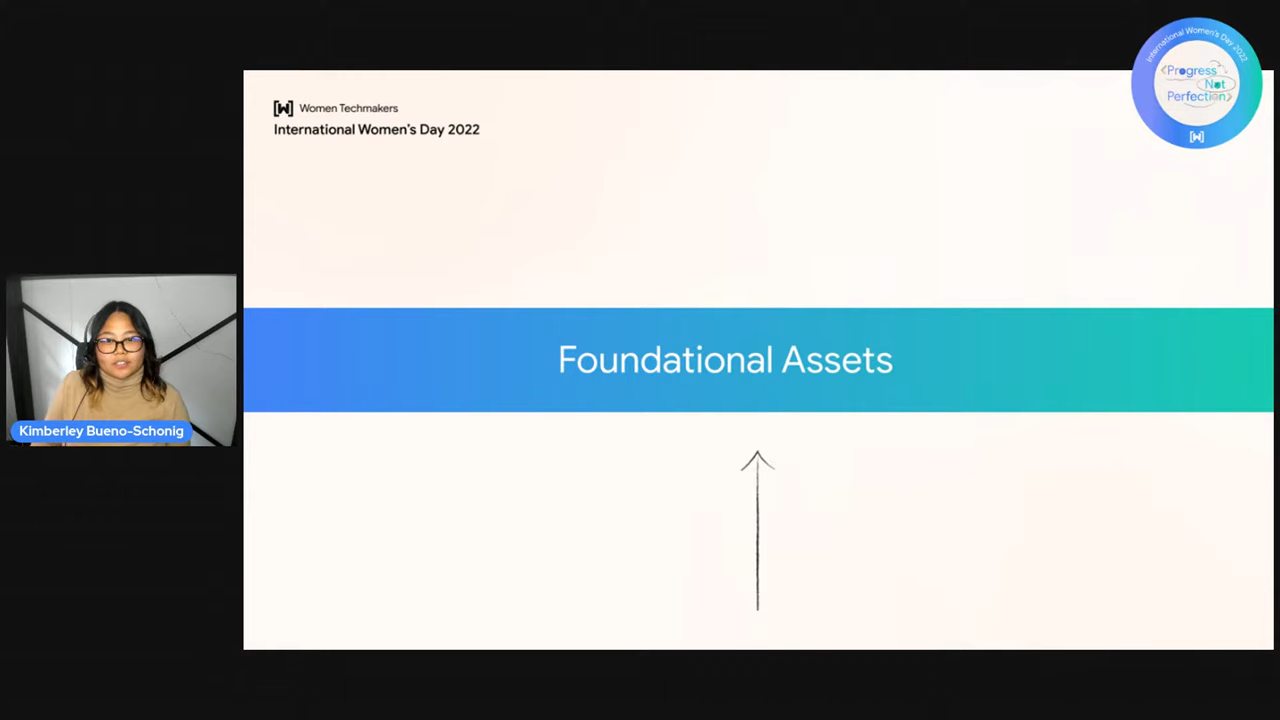 Women Techmakers
International Women's Day 2022
Foundational Assets
Kimberley Bueno-Schonig
International Women's Day 2022
<Progress
Not
Perfection>
[W]